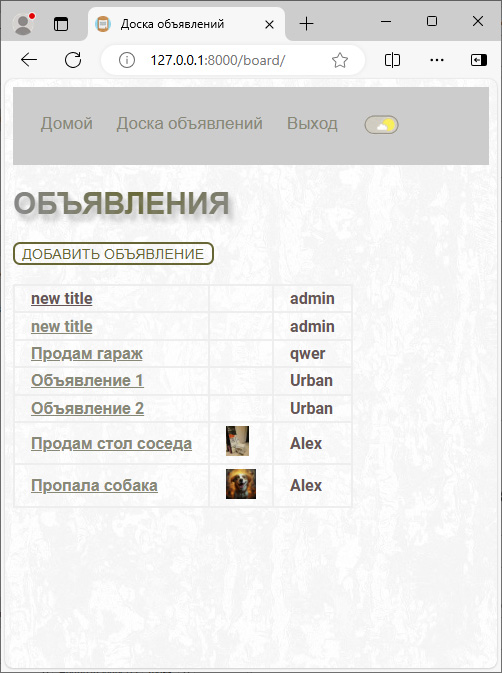 Доска объявлений
127.0.0.1:8000/board/
Домой Доска объявлений Выход
ОБЪЯВЛЕНИЯ
ДОБАВИТЬ ОБЪЯВЛЕНИЕ
new title admin
new title admin
Продам гараж qwer
Объявление 1 Urban
Объявление 2 Urban
Продам стол соседа Alex
Пропала собака Alex